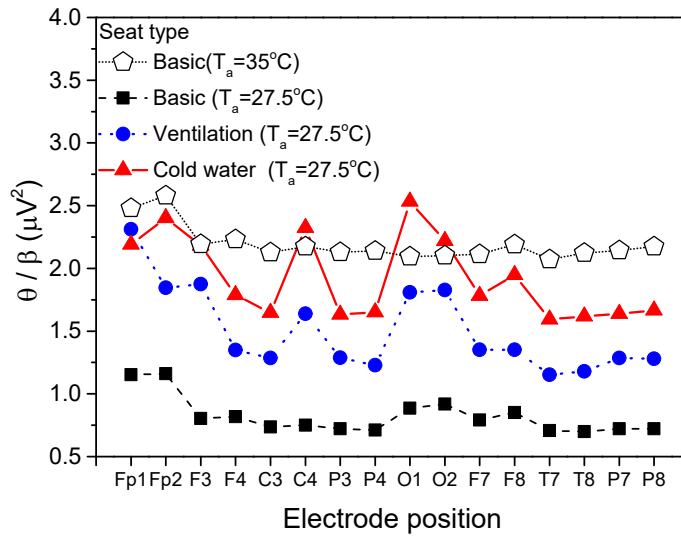 4.0
3.5
3.0
2.5
2.0
1.5
1.0
0.5
θ / β (μV²)
Seat type
Basic(Tₐ=35°C)
Basic (Tₐ=27.5°C)
Ventilation (Tₐ=27.5°C)
Cold water (Tₐ=27.5°C)
Fp1 Fp2 F3 F4 C3 C4 P3 P4 O1 O2 F7 F8 T7 T8 P7 P8
Electrode position